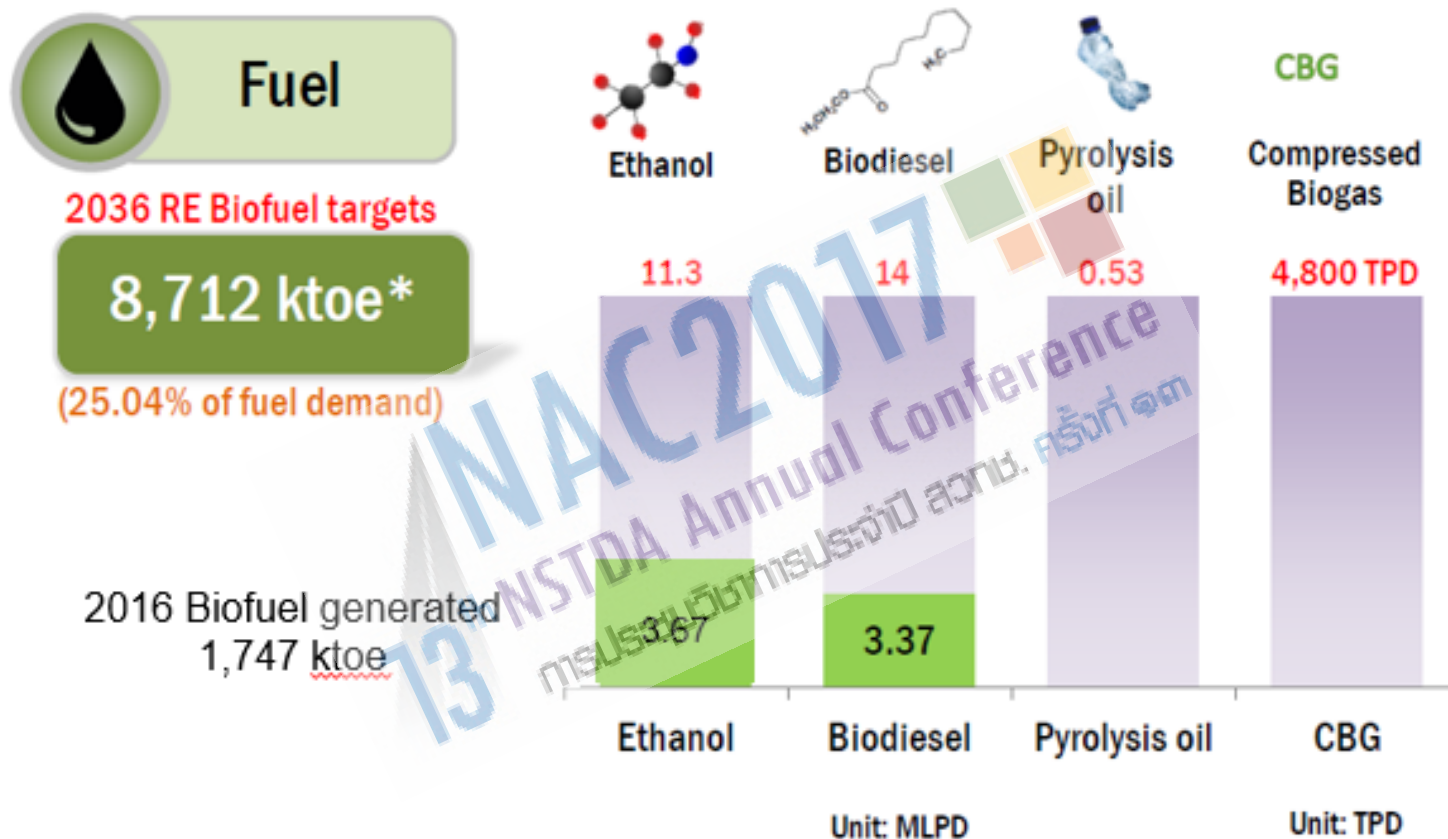 Fuel
2036 RE Biofuel targets
8,712 ktoe*
(25.04% of fuel demand)
2016 Biofuel generated
1,747 ktoe
H₃CH₂CO
O
H₃C
CBG
Ethanol
Biodiesel
Pyrolysis
oil
Compressed
Biogas
11.3
14
0.53
4,800 TPD
3.67
3.37
Ethanol
Biodiesel
Pyrolysis oil
CBG
Unit: MLPD
Unit: TPD
NAC2017
13th NSTDA Annual Conference
การประชุมวิชาการประจำปี สวทช. ครั้งที่ ๑๓